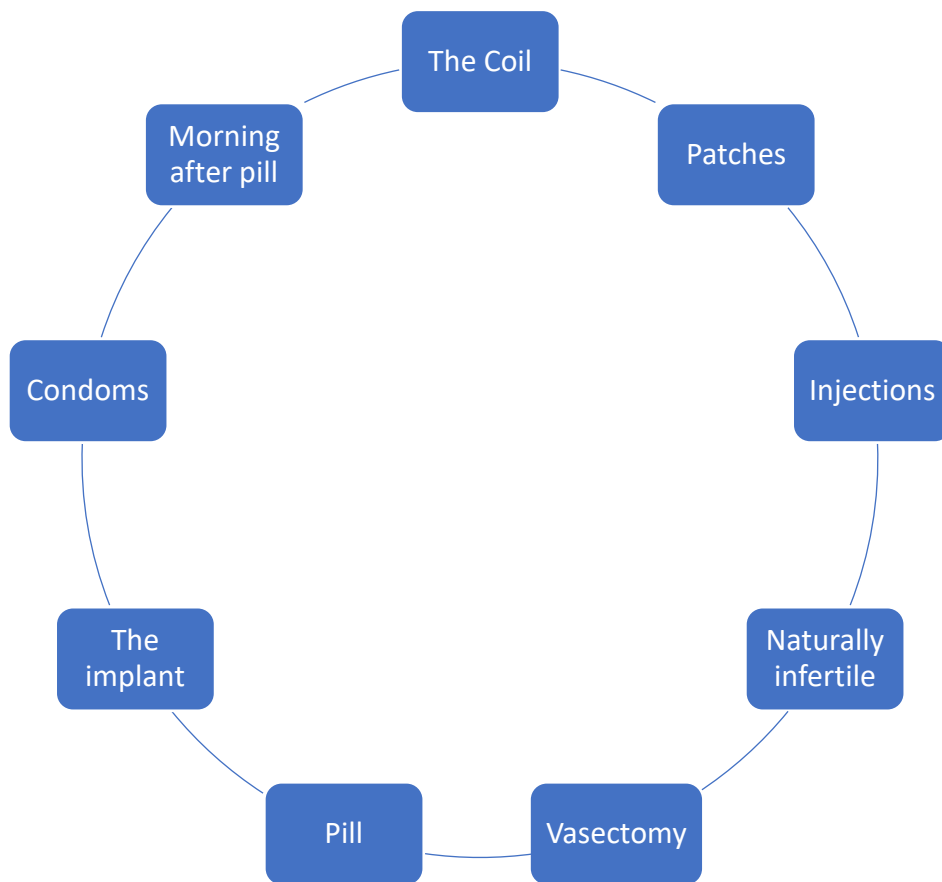 The Coil
Patches
Injections
Naturally
infertile
Vasectomy
Pill
The
implant
Condoms
Morning
after pill